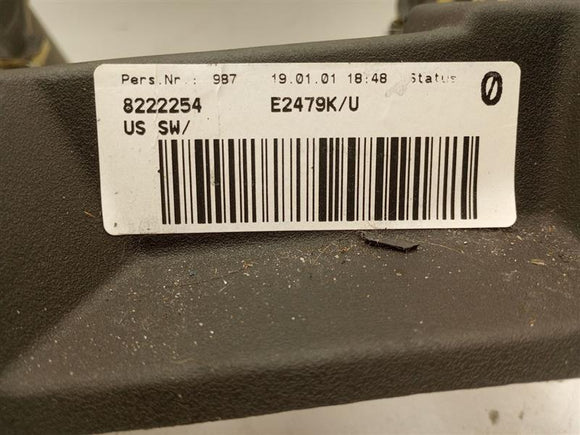 Pers.Nr.: 987 19.01.01 18:48 Status 0
8222254 E2479K/U
US SW/